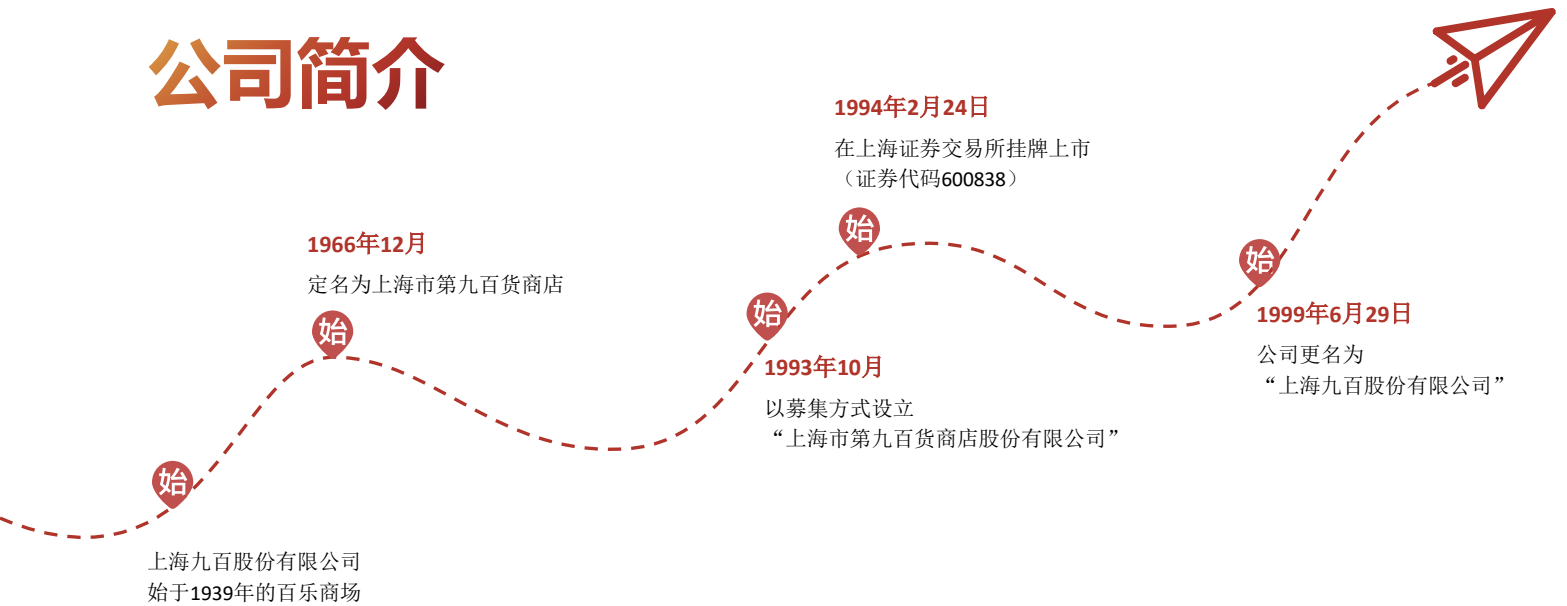 公司简介
始
上海九百股份有限公司
始于1939年的百乐商场
1966年12月
定名为上海市第九百货商店
始
始
1993年10月
以募集方式设立
“上海市第九百货商店股份有限公司”
1994年2月24日
在上海证券交易所挂牌上市
（证券代码600838）
始
始
1999年6月29日
公司更名为
“上海九百股份有限公司”